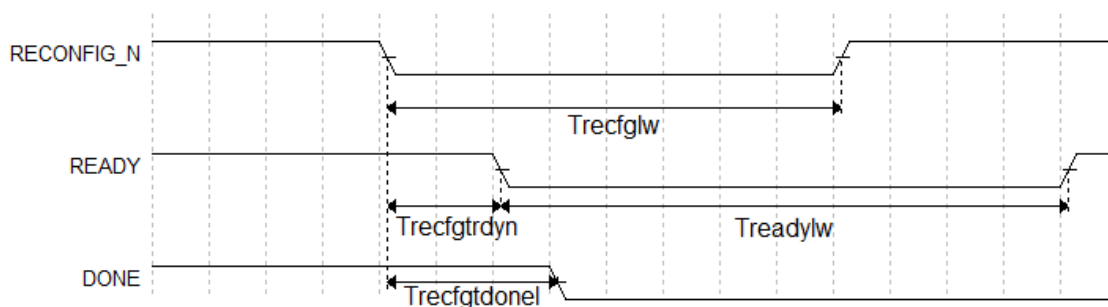 RECONFIG_N
Trecfglw
READY
Trecfgtrdyn
Treadylw
DONE
Trecfgtdonel